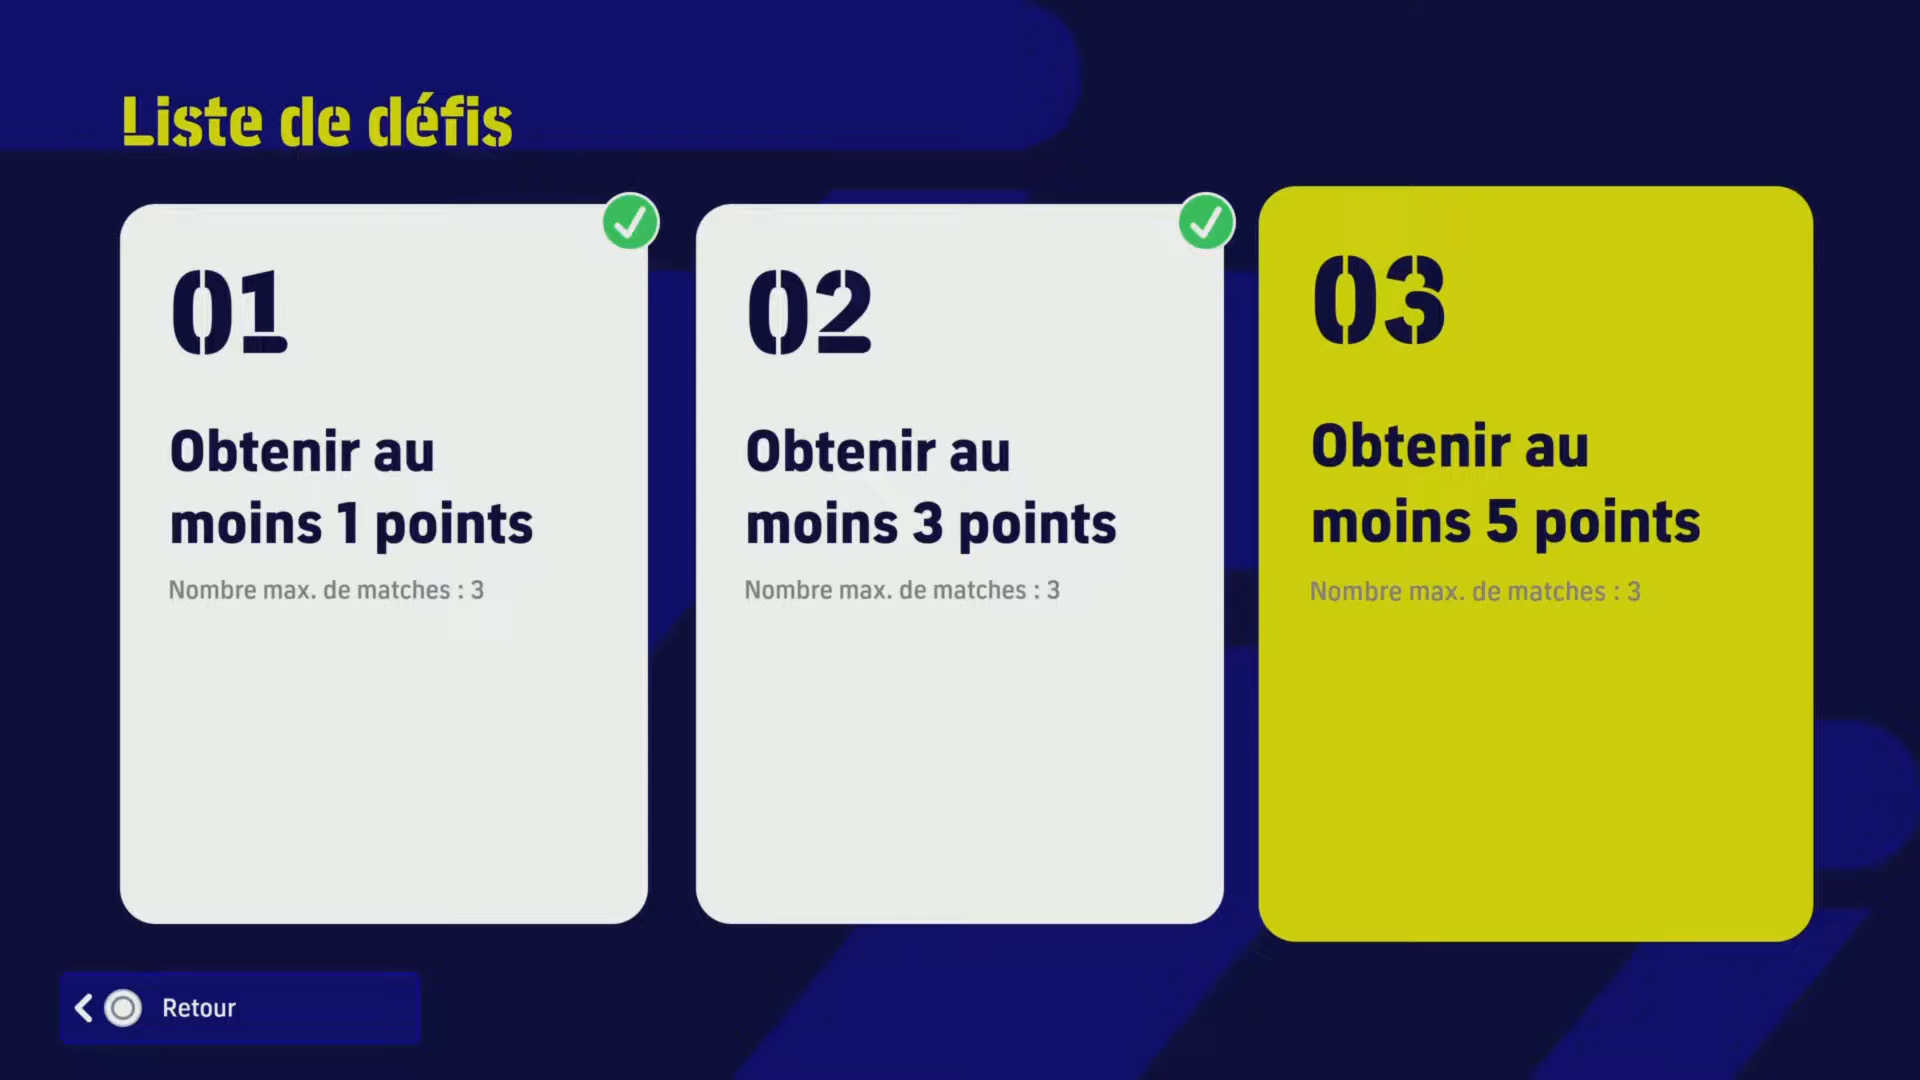 Liste de défis
01
Obtenir au
moins 1 points
Nombre max. de matches : 3
02
Obtenir au
moins 3 points
Nombre max. de matches : 3
03
Obtenir au
moins 5 points
Nombre max. de matches : 3
Retour